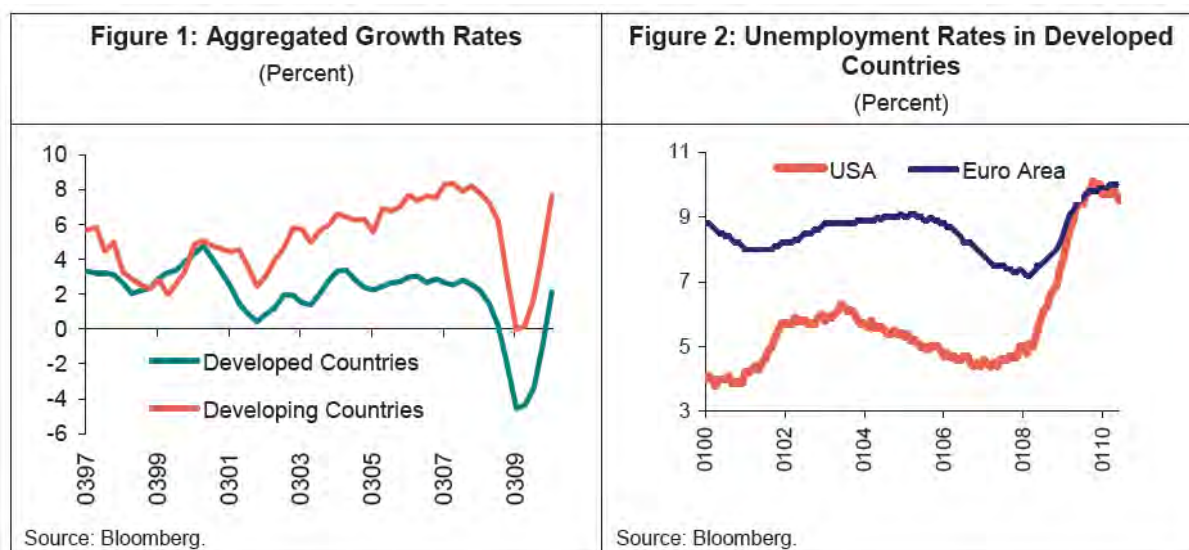 Figure 1: Aggregated Growth Rates
(Percent)
10
8
6
4
2
0
-2
-4
-6
Developed Countries
Developing Countries
0397
0399
0301
0303
0305
0307
0309
Source: Bloomberg.
Figure 2: Unemployment Rates in Developed
Countries
(Percent)
11
9
7
5
3
USA
Euro Area
0100
0102
0104
0106
0108
0110
Source: Bloomberg.